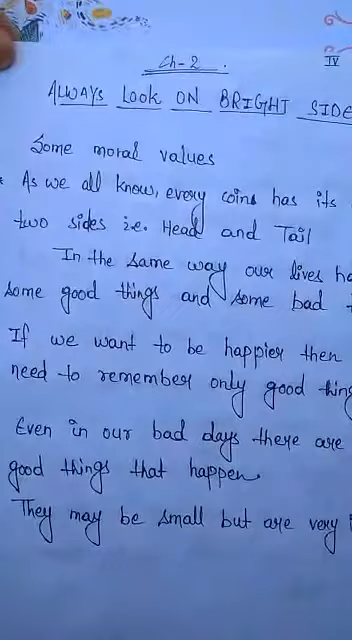 IV
Ch-2.
ALWAYS Look ON BRIGHT SIDE
Some moral values
* As we all know, every coins has its
two sides i.e. Head and Tail
In the same way our lives ha
some good things and some bad
If we want to be happier then
need to remember only good thing
Even in our bad days there are
good things that happen.
They may be small but are very